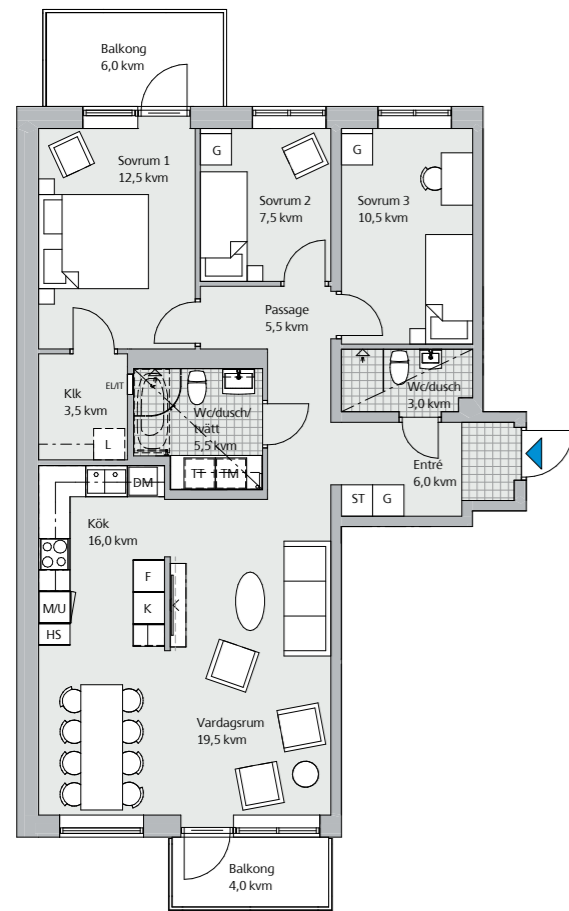 Balkong
6,0 kvm
G
G
Sovrum 1
12,5 kvm
Sovrum 2
7,5 kvm
Sovrum 3
10,5 kvm
Passage
5,5 kvm
Klk
3,5 kvm
EL/IT
L
Wc/dusch/
tvätt
5,5 kvm
TT
TM
Wc/dusch
3,0 kvm
Entré
6,0 kvm
ST
G
DM
Kök
16,0 kvm
F
K
M/U
HS
Vardagsrum
19,5 kvm
Balkong
4,0 kvm